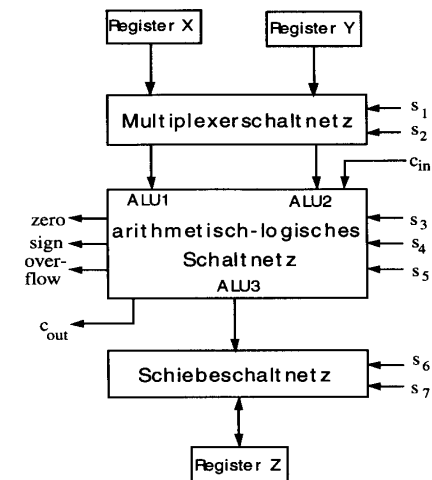 Register X
Register Y
Multiplexerschaltnetz
s1
s2
cin
ALU1
ALU2
arithmetisch-logisches
Schaltnetz
ALU3
zero
sign
over-
flow
cout
s3
s4
s5
Schiebeschaltnetz
s6
s7
Register Z